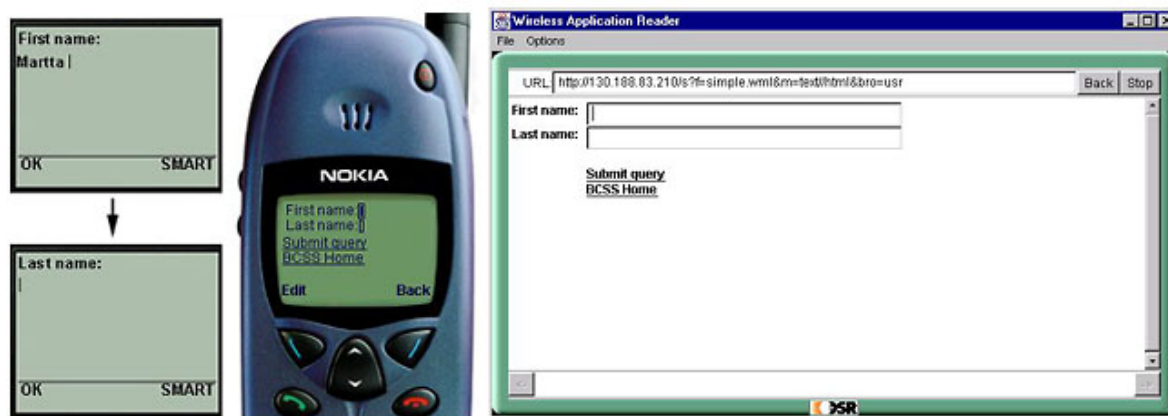 First name:
Martta
OK SMART
Last name:
OK SMART
NOKIA
First name:[]
Last name:[]
Submit query
BCSS Home
Edit Back
Wireless Application Reader
File Options
URL: http://130.188.83.210/s?f=simple.wml&m=text//html&bro=usr Back Stop
First name:
Last name:
Submit query
BCSS Home